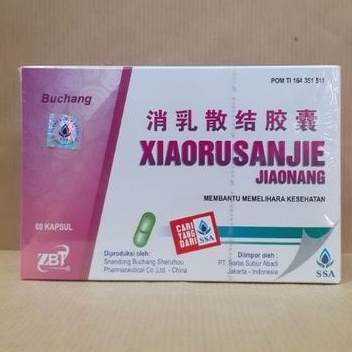 POM TI 164 351 511
Buchang
消乳散结胶囊
XIAORUSANJIE
JIAONANG
MEMBANTU MEMELIHARA KESEHATAN
60 KAPSUL
CARI
YANG
DARI
SSA
ZBT
Diproduksi oleh :
Shandong Buchang Shenzhou
Pharmaceutical Co.,Ltd. - China
Diimpor oleh :
PT. Saras Subur Abadi
Jakarta - Indonesia
SSA